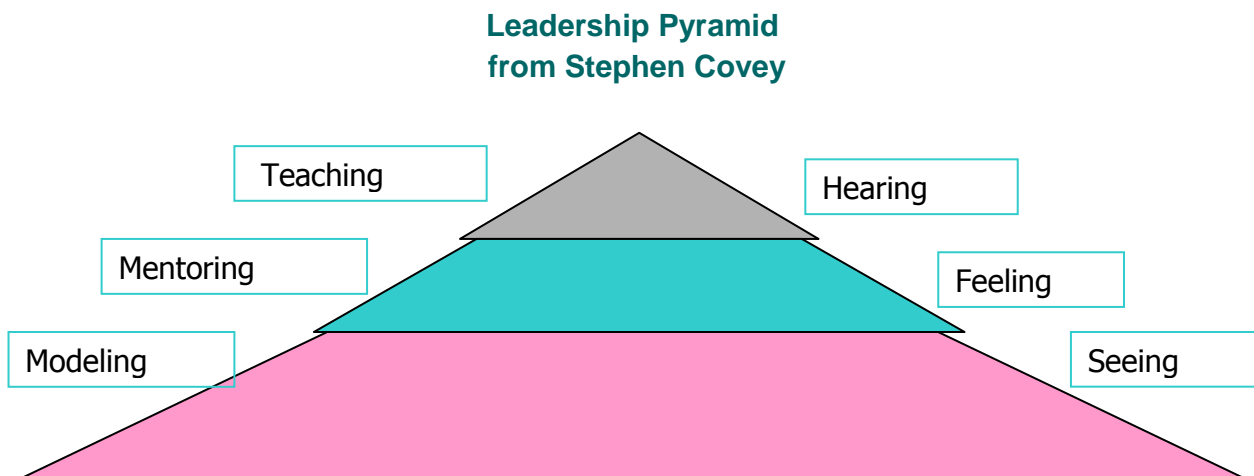 Leadership Pyramid
from Stephen Covey
Teaching
Hearing
Mentoring
Feeling
Modeling
Seeing